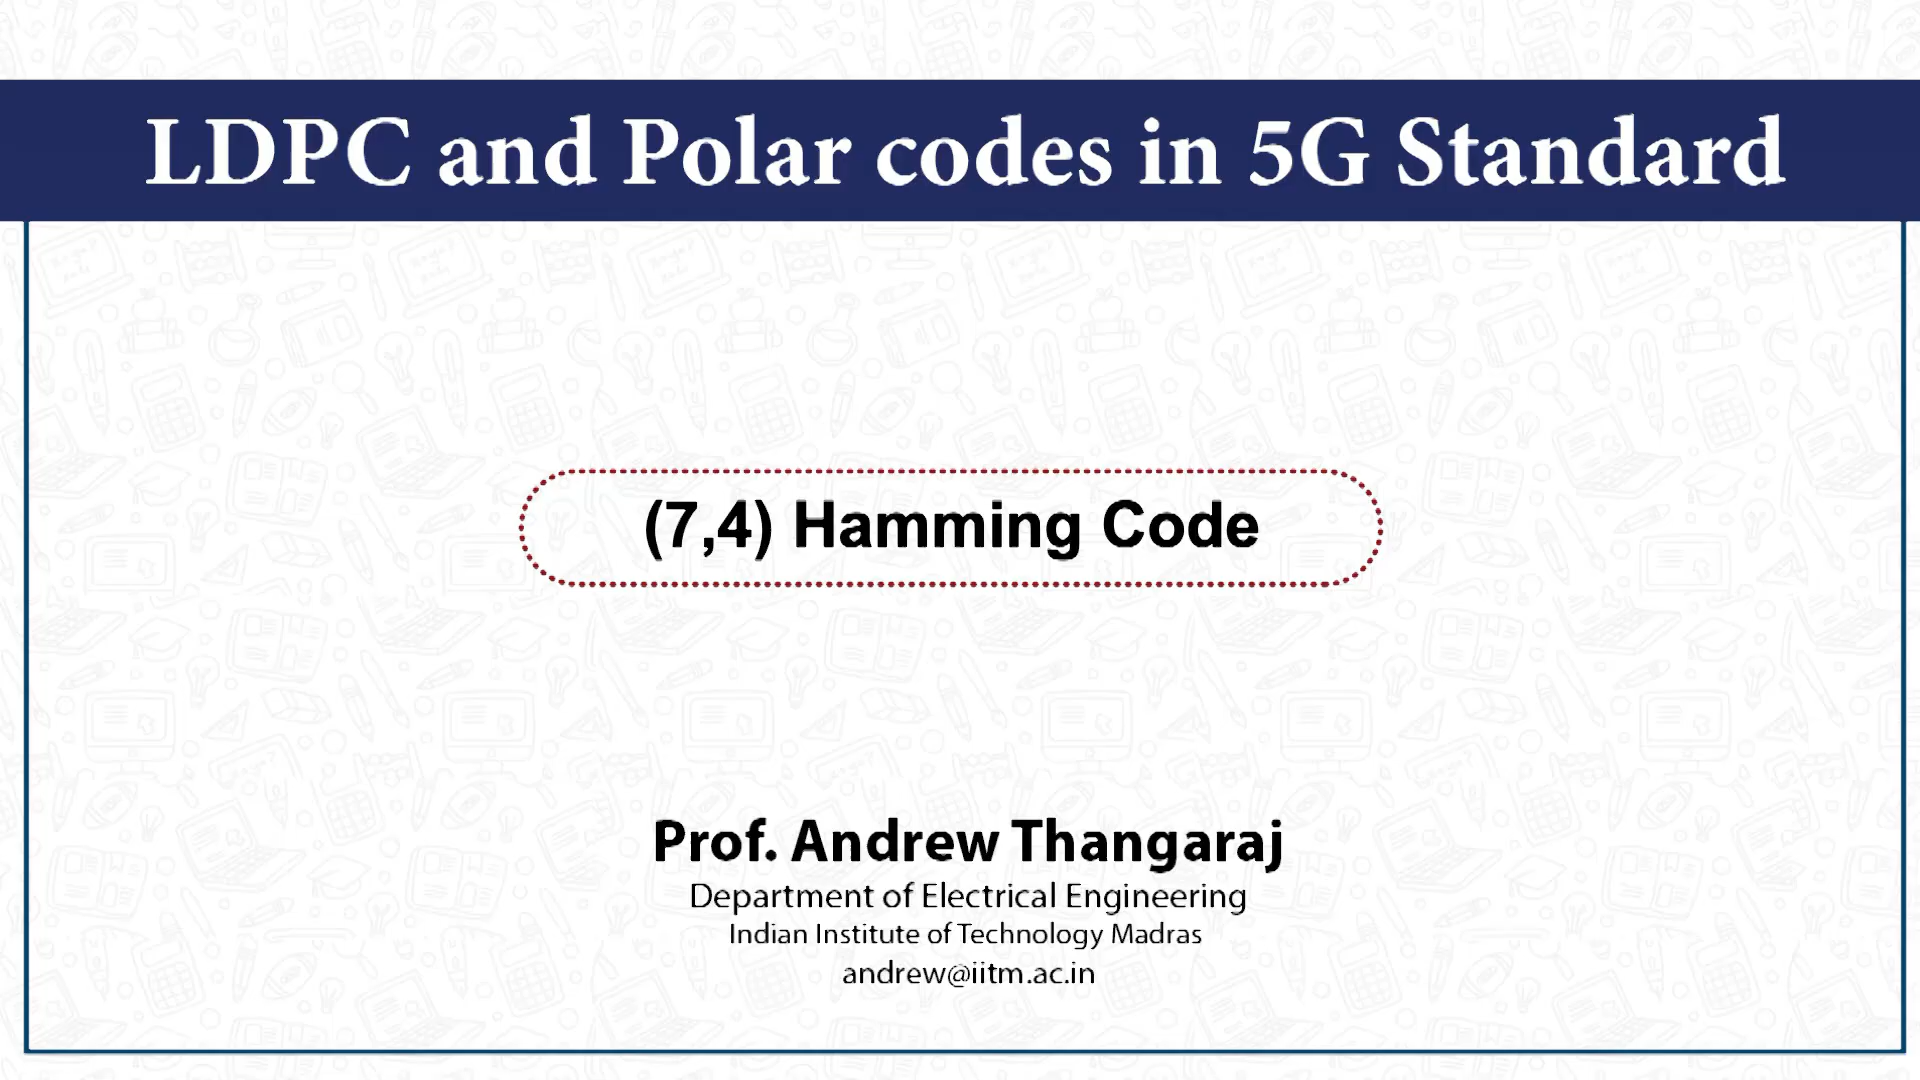 LDPC and Polar codes in 5G Standard
(7,4) Hamming Code
Prof. Andrew Thangaraj
Department of Electrical Engineering
Indian Institute of Technology Madras
andrew@iitm.ac.in